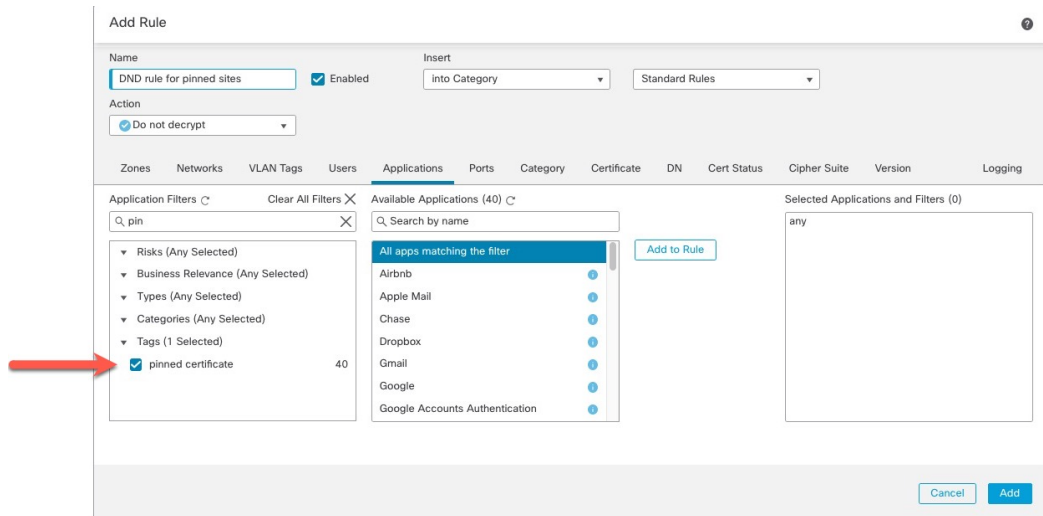 Add Rule
Name
Insert
DND rule for pinned sites
Enabled
into Category
Standard Rules
Action
Do not decrypt
Zones Networks VLAN Tags Users Applications Ports Category Certificate DN Cert Status Cipher Suite Version Logging
Application Filters
Clear All Filters
Available Applications (40)
Selected Applications and Filters (0)
pin
Search by name
any
Risks (Any Selected)
Business Relevance (Any Selected)
Types (Any Selected)
Categories (Any Selected)
Tags (1 Selected)
pinned certificate 40
All apps matching the filter
Airbnb
Apple Mail
Chase
Dropbox
Gmail
Google
Google Accounts Authentication
Add to Rule
Cancel
Add